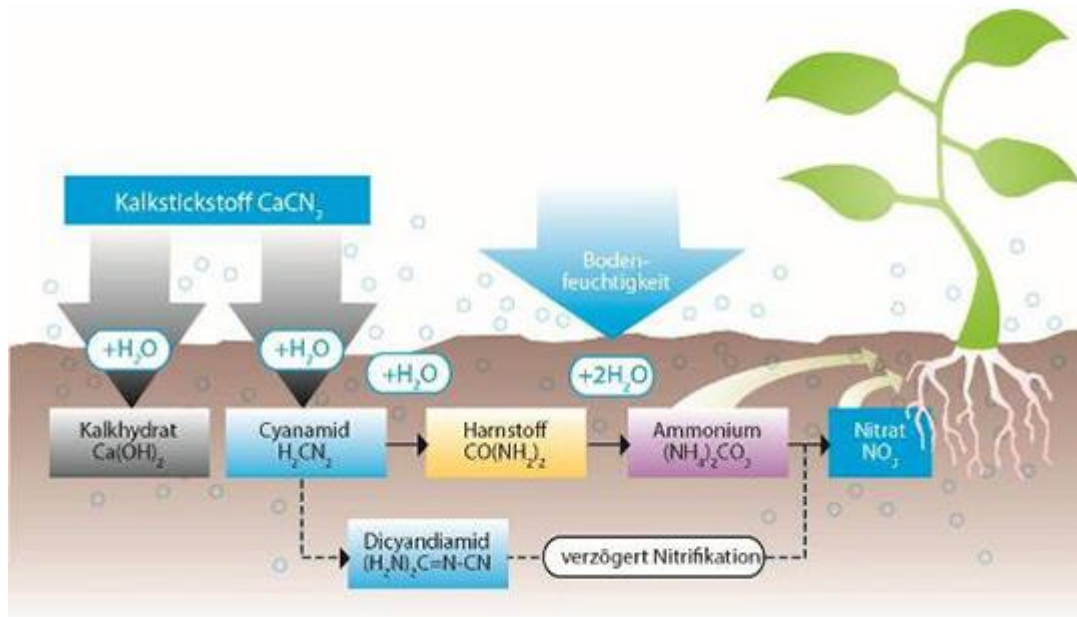 Kalkstickstoff CaCN₂
Boden-
feuchtigkeit
+H₂O
+H₂O
+H₂O
+2H₂O
Kalkhydrat
Ca(OH)₂
Cyanamid
H₂CN₂
Harnstoff
CO(NH₂)₂
Ammonium
(NH₄)₂CO₃
Nitrat
NO₃
Dicyandiamid
(H₂N)₂C=N-CN
verzögert Nitrifikation